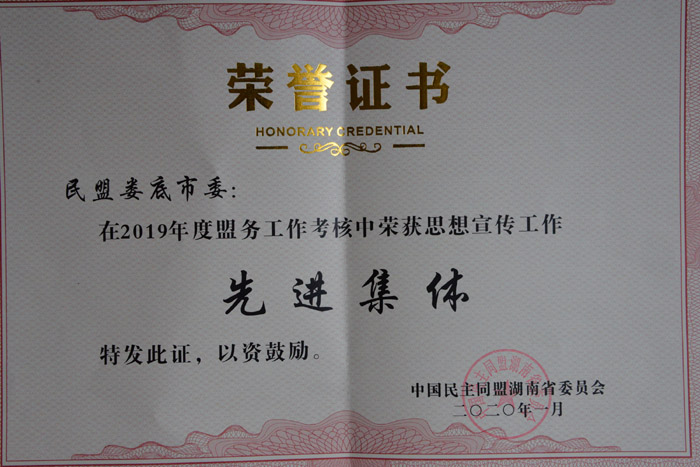 荣誉证书
HONORARY CREDENTIAL
民盟娄底市委：
在2019年度盟务工作考核中荣获思想宣传工作
先进集体
特发此证，以资鼓励。
中国民主同盟湖南省委员会
二〇二〇年一月